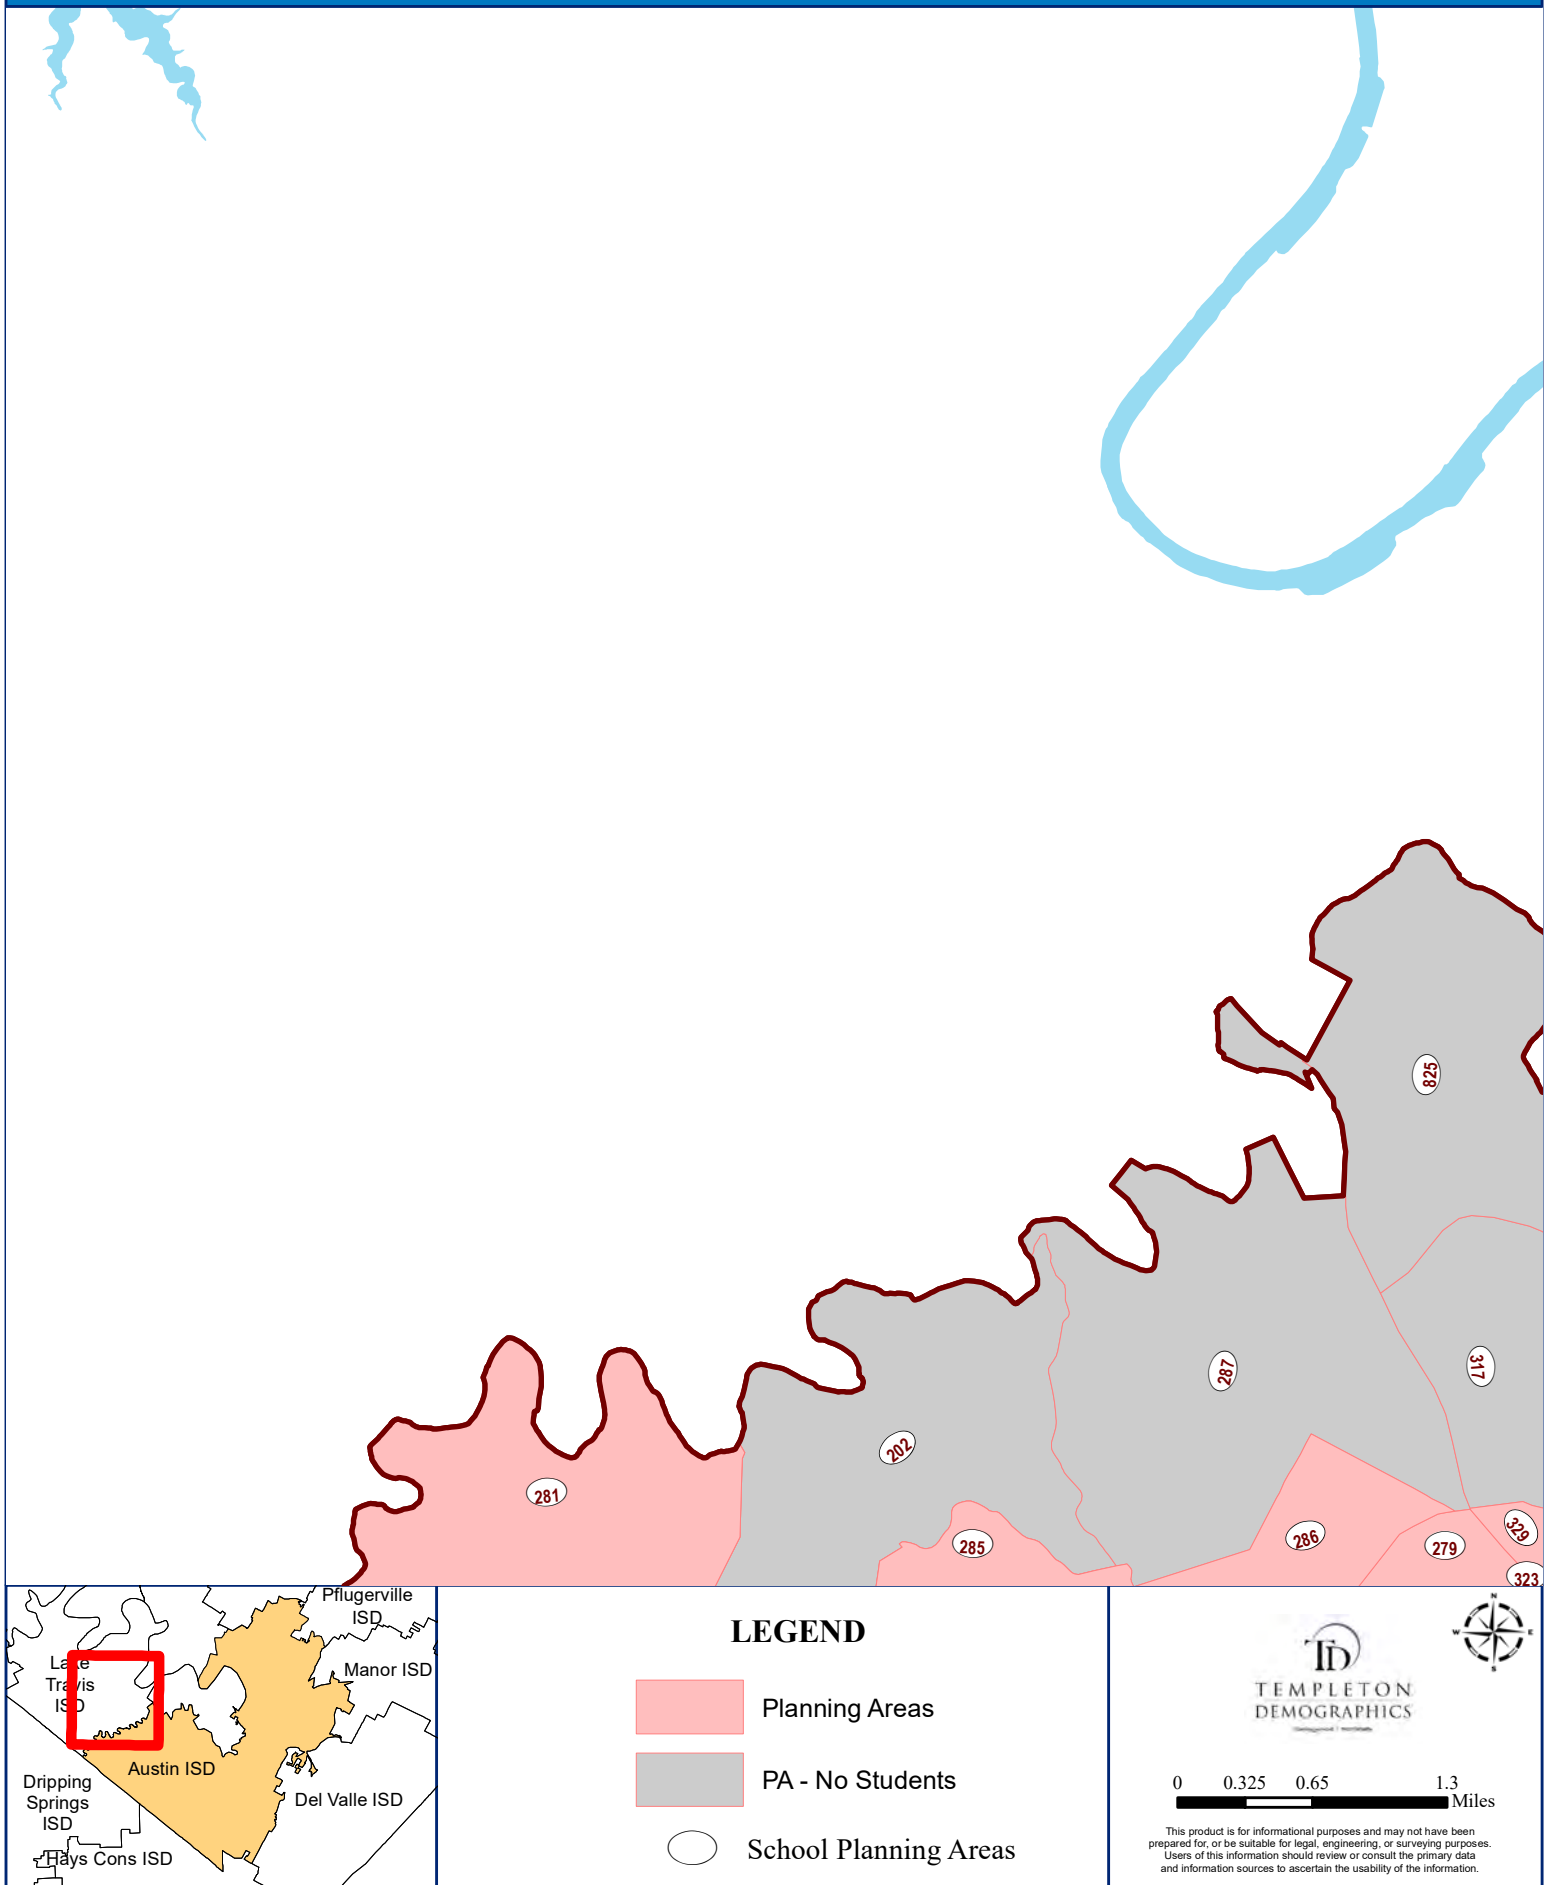 825
287
317
202
281
285
286
279
329
323
Pflugerville
ISD
Lake
Travis
ISD
Manor ISD
Austin ISD
Dripping
Springs
ISD
Del Valle ISD
Hays Cons ISD
LEGEND
Planning Areas
PA - No Students
School Planning Areas
N
W
E
S
TD
TEMPLETON
DEMOGRAPHICS
0 0.325 0.65 1.3
Miles
This product is for informational purposes and may not have been
prepared for, or be suitable for legal, engineering, or surveying purposes.
Users of this information should review or consult the primary data
and information sources to ascertain the usability of the information.